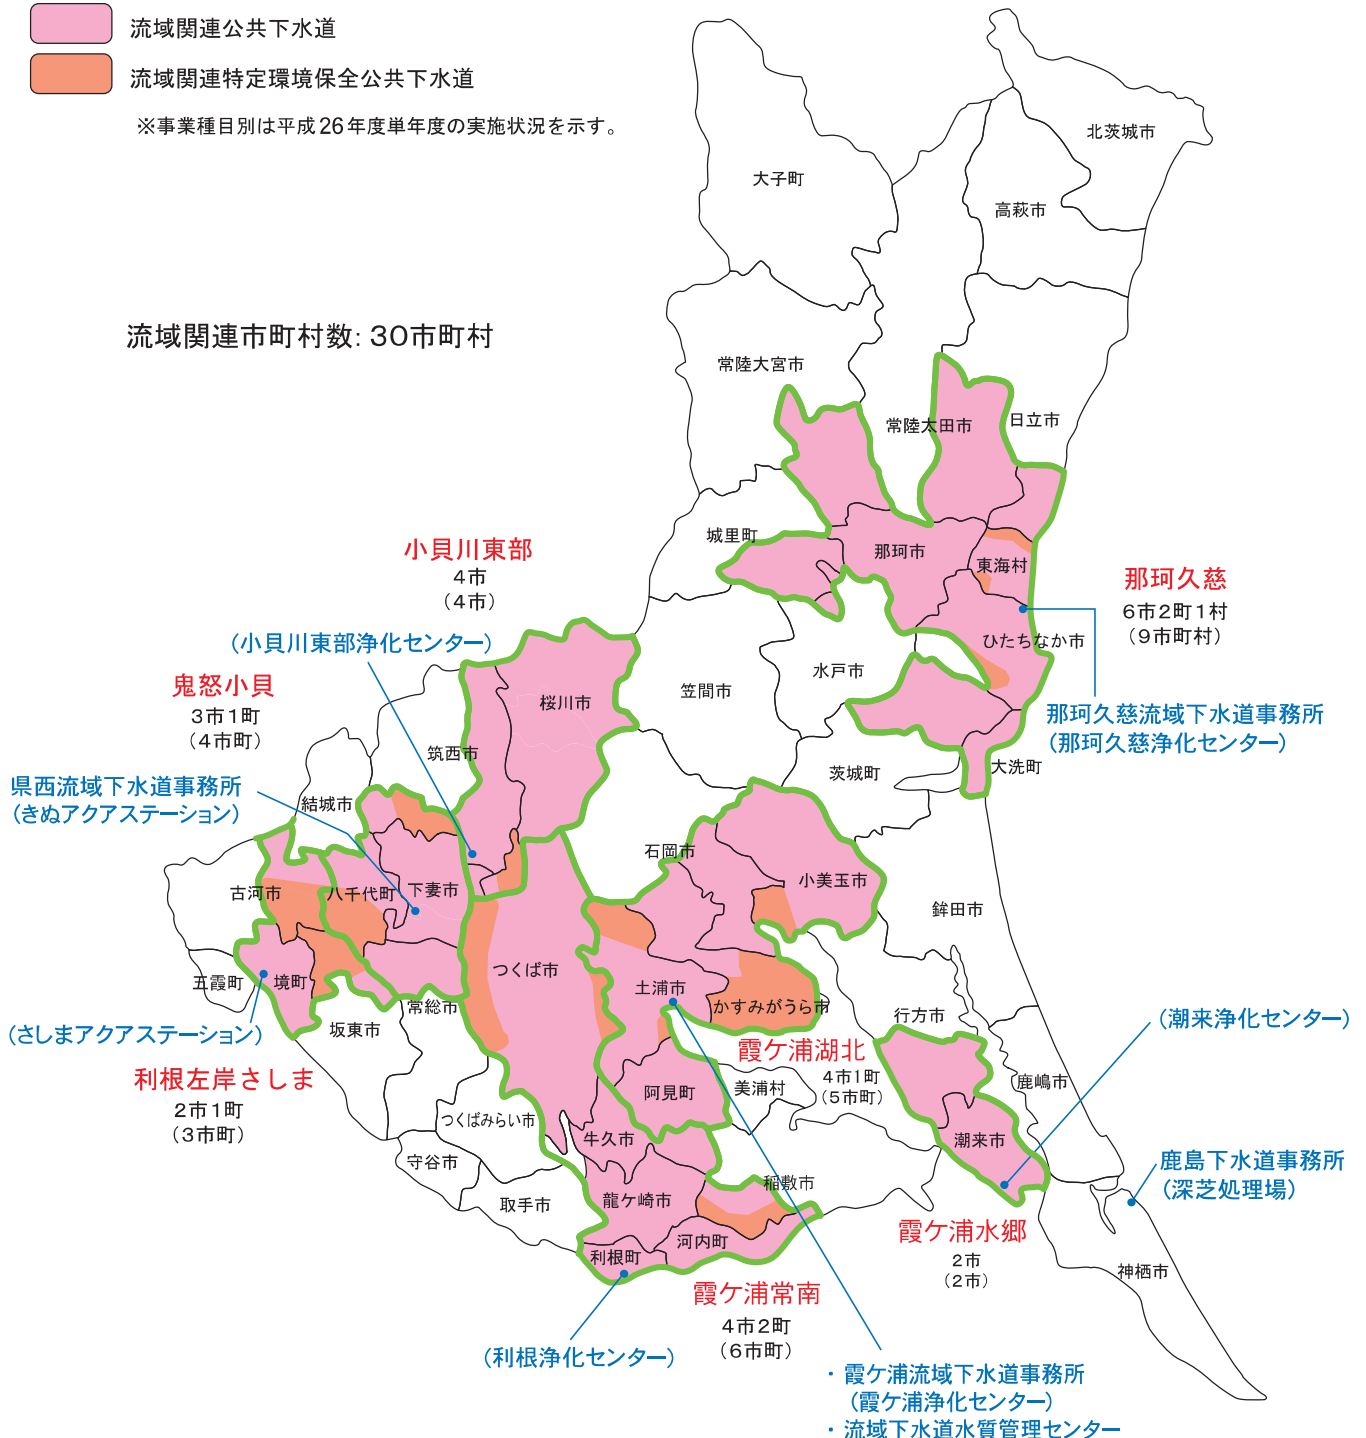 流域関連公共下水道
流域関連特定環境保全公共下水道
※事業種目別は平成26年度単年度の実施状況を示す。
流域関連市町村数: 30市町村
北茨城市
大子町
高萩市
常陸大宮市
常陸太田市
日立市
城里町
那珂市
東海村
那珂久慈
6市2町1村
(9市町村)
ひたちなか市
水戸市
笠間市
那珂久慈流域下水道事務所
(那珂久慈浄化センター)
大洗町
茨城町
小貝川東部
4市
(4市)
(小貝川東部浄化センター)
鬼怒小貝
3市1町
(4市町)
県西流域下水道事務所
(きぬアクアステーション)
桜川市
筑西市
結城市
石岡市
小美玉市
古河市
八千代町
下妻市
鉾田市
つくば市
土浦市
かすみがうら市
五霞町
境町
常総市
坂東市
行方市
(さしまアクアステーション)
利根左岸さしま
2市1町
(3市町)
霞ケ浦湖北
4市1町
(5市町)
(潮来浄化センター)
阿見町
美浦村
鹿嶋市
つくばみらい市
牛久市
潮来市
守谷市
取手市
龍ケ崎市
稲敷市
鹿島下水道事務所
(深芝処理場)
利根町
河内町
霞ケ浦水郷
2市
(2市)
神栖市
霞ケ浦常南
4市2町
(6市町)
(利根浄化センター)
・霞ケ浦流域下水道事務所
(霞ケ浦浄化センター)
・流域下水道水質管理センター